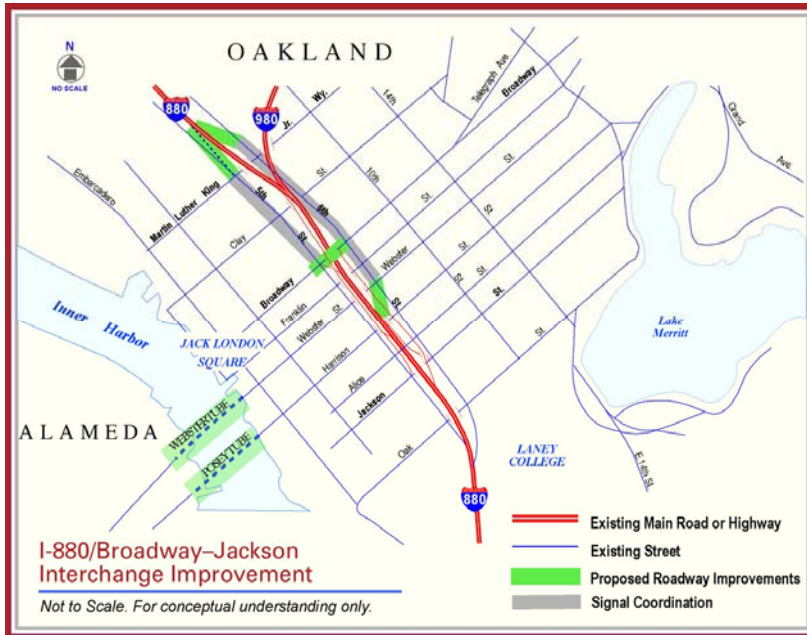 OAKLAND
N
NO SCALE
880
980
Jr. Wy.
14th
Telegraph Ave
Broadway
Grand
Ave.
Embarcadero
Martin Luther King
5th
St.
6th
10th
St.
St.
Clay
St.
St.
St.
Webster
St.
St.
Broadway
Franklin
Webster
St.
St.
St.
St.
Harrison
Alice
Jackson
Oak
Inner Harbor
JACK LONDON
SQUARE
Lake
Merritt
ALAMEDA
WEBSTER TUBE
POSEY TUBE
LANEY
COLLEGE
E 14th St.
880
I-880/Broadway–Jackson
Interchange Improvement
Not to Scale. For conceptual understanding only.
Existing Main Road or Highway
Existing Street
Proposed Roadway Improvements
Signal Coordination